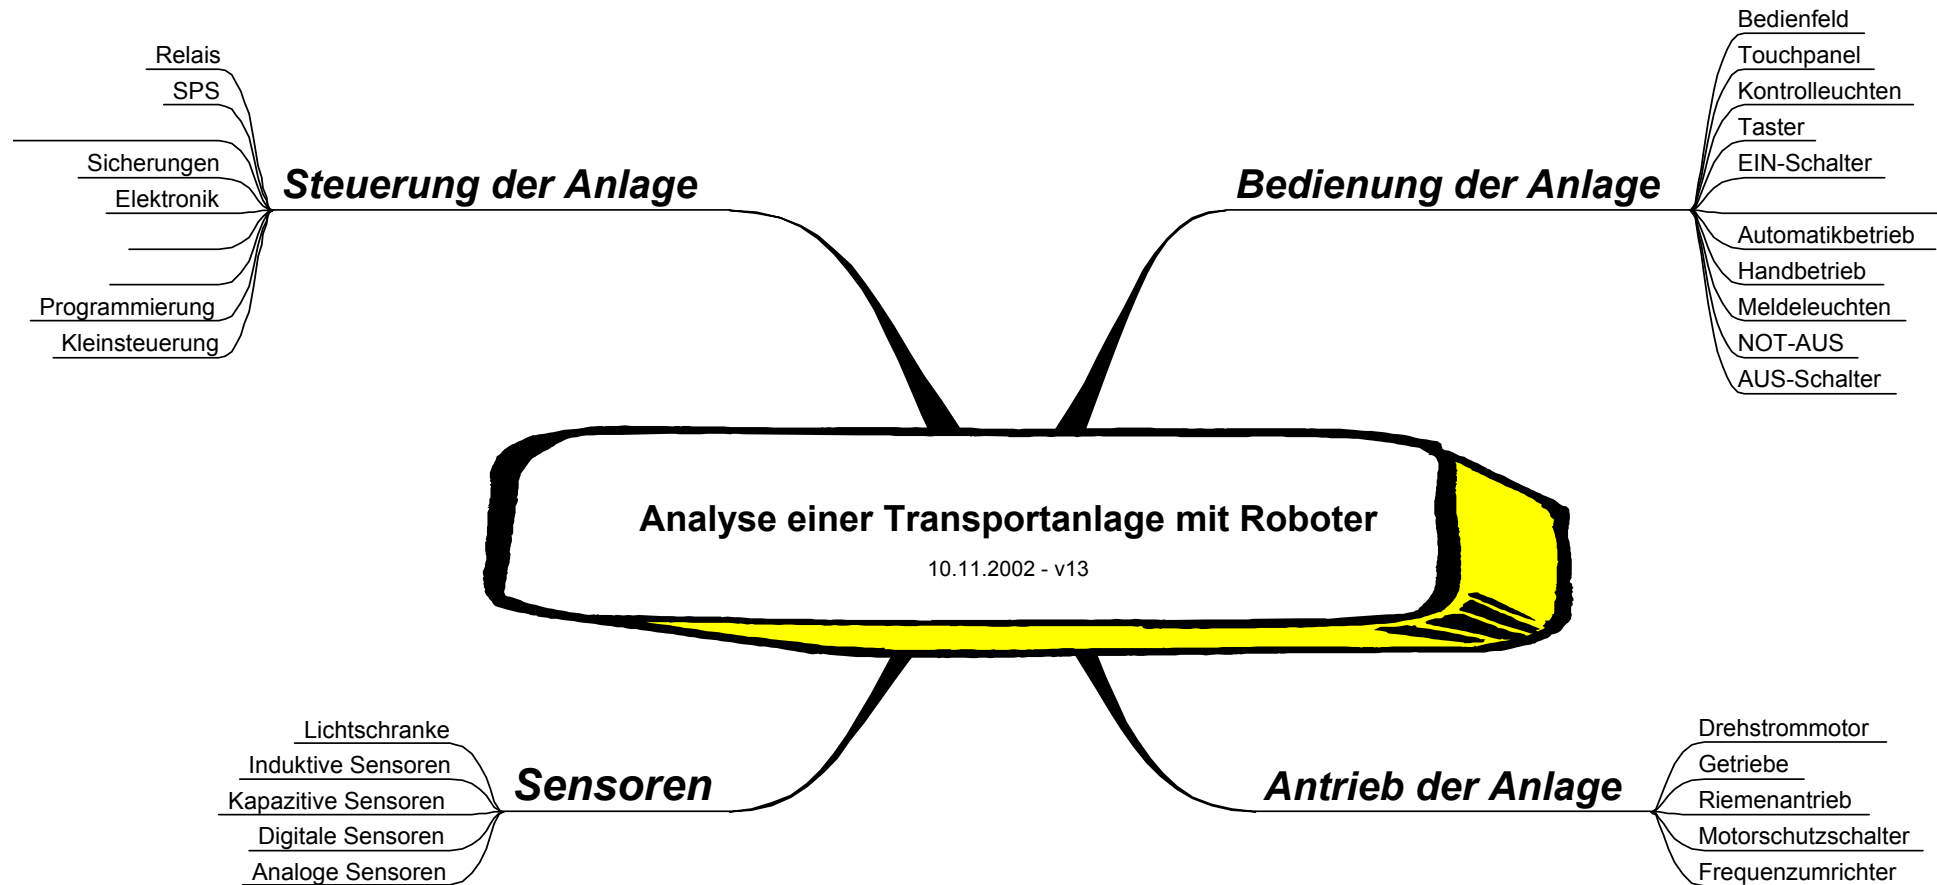 Relais
SPS
Sicherungen
Elektronik
Programmierung
Kleinsteuerung
Steuerung der Anlage
Bedienung der Anlage
Bedienfeld
Touchpanel
Kontrolleuchten
Taster
EIN-Schalter
Automatikbetrieb
Handbetrieb
Meldeleuchten
NOT-AUS
AUS-Schalter
Analyse einer Transportanlage mit Roboter
10.11.2002 - v13
Lichtschranke
Induktive Sensoren
Kapazitive Sensoren
Digitale Sensoren
Analoge Sensoren
Sensoren
Antrieb der Anlage
Drehstrommotor
Getriebe
Riemenantrieb
Motorschutzschalter
Frequenzumrichter